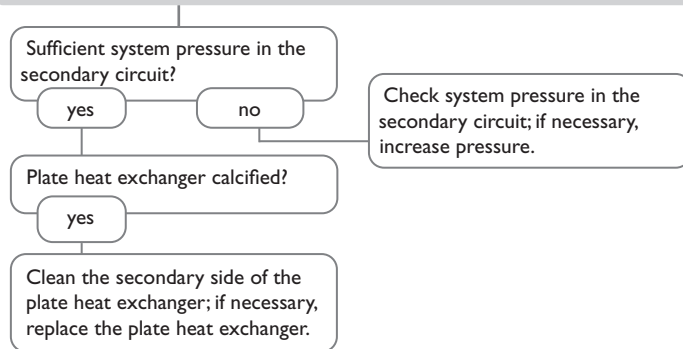 Sufficient system pressure in the
secondary circuit?
yes
no
Check system pressure in the
secondary circuit; if necessary,
increase pressure.
Plate heat exchanger calcified?
yes
Clean the secondary side of the
plate heat exchanger; if necessary,
replace the plate heat exchanger.